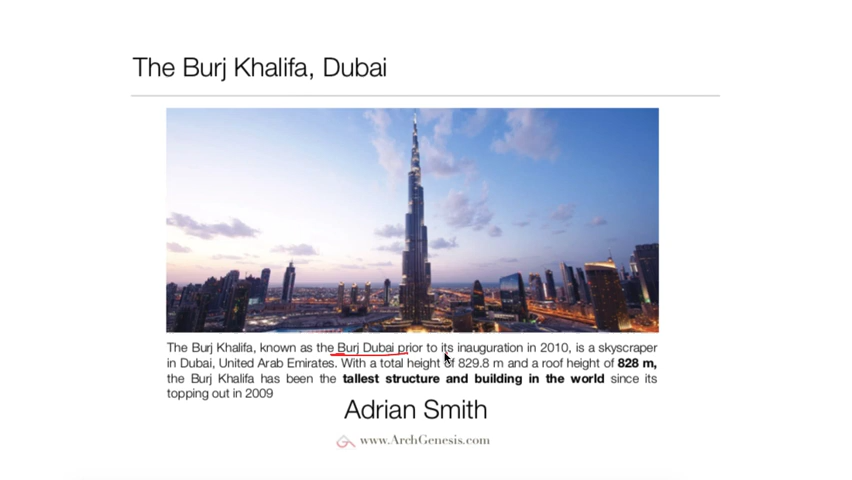 The Burj Khalifa, Dubai
The Burj Khalifa, known as the Burj Dubai prior to its inauguration in 2010, is a skyscraper
in Dubai, United Arab Emirates. With a total height of 829.8 m and a roof height of 828 m,
the Burj Khalifa has been the tallest structure and building in the world since its
topping out in 2009
Adrian Smith
www.ArchGenesis.com